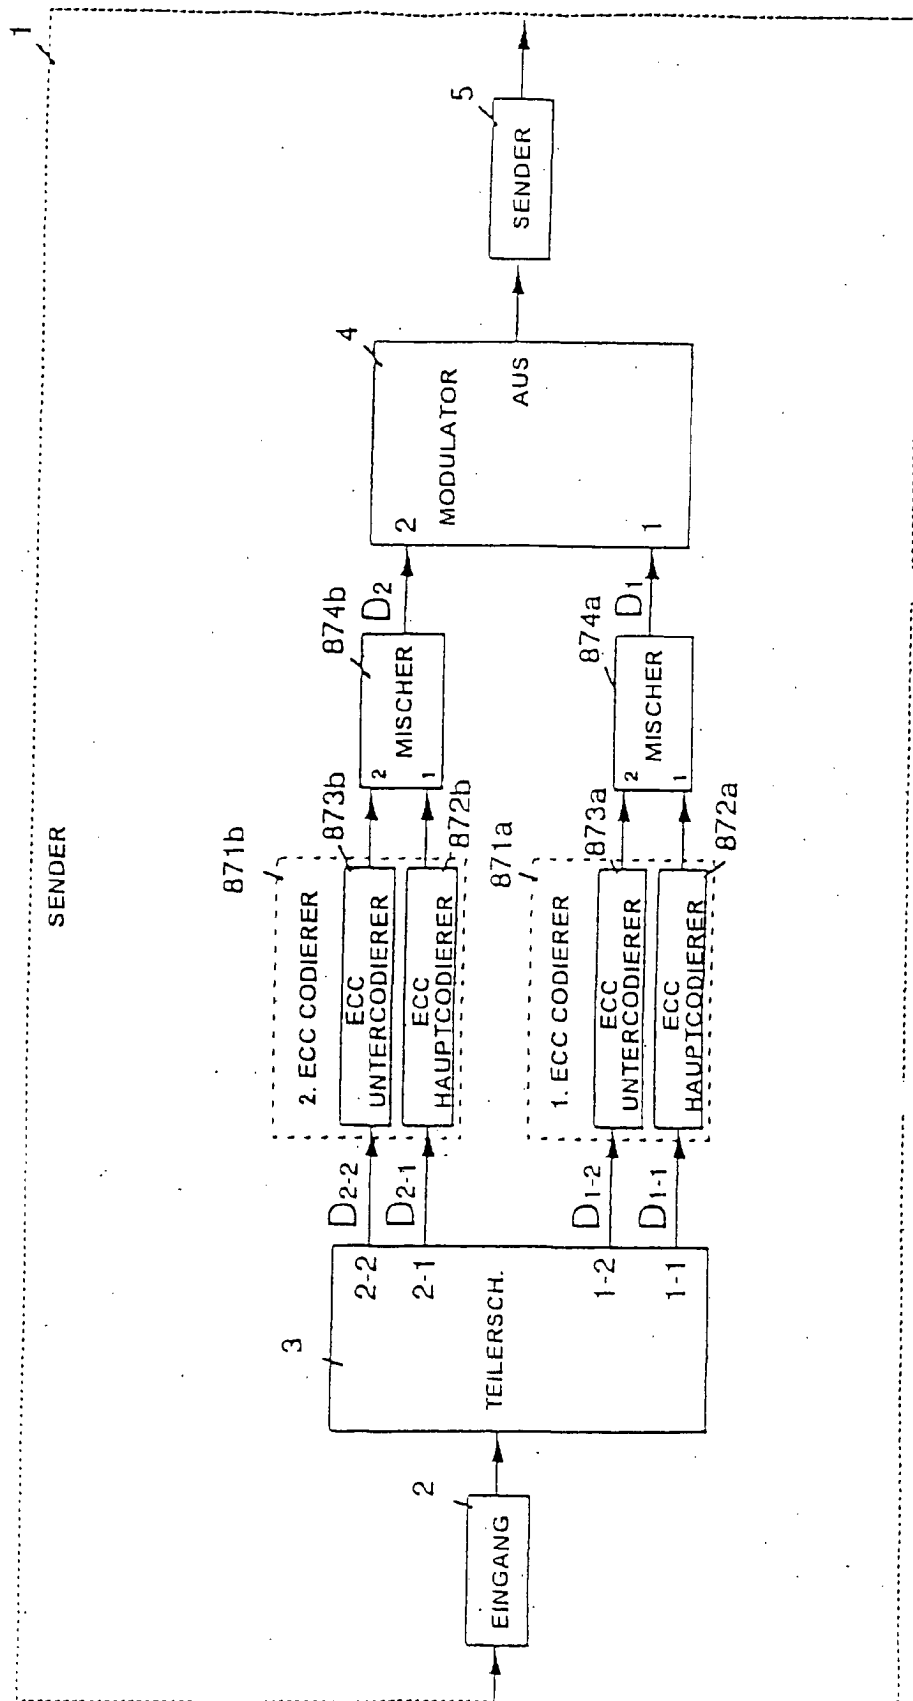 SENDER
1
EINGANG
2
TEILERSCH.
3
2-2
2-1
1-2
1-1
D2-2
D2-1
D1-2
D1-1
871b
2. ECC CODIERER
ECC
UNTERCODIERER
873b
ECC
HAUPTCODIERER
872b
871a
1. ECC CODIERER
ECC
UNTERCODIERER
873a
ECC
HAUPTCODIERER
872a
874b
2
1
MISCHER
D2
874a
2
1
MISCHER
D1
4
2
MODULATOR
1
AUS
5
SENDER